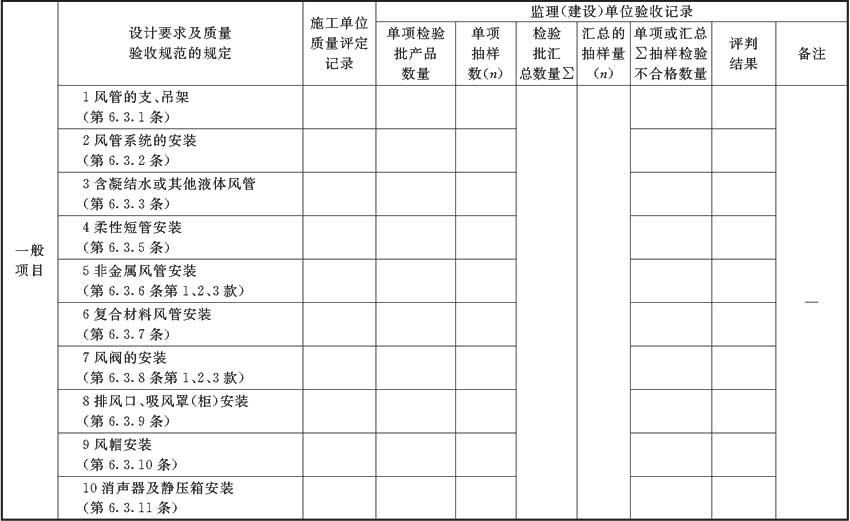 设计要求及质量
验收规范的规定
施工单位
质量评定
记录
监理(建设)单位验收记录
单项检验
批产品
数量
单项
抽样
数(n)
检验
批汇
总数量∑
汇总的
抽样量
(n)
单项或汇总
∑抽样检验
不合格数量
评判
结果
备注
一般
项目
1 风管的支、吊架
(第 6.3.1 条)
2 风管系统的安装
(第 6.3.2 条)
3 含凝结水或其他液体风管
(第 6.3.3 条)
4 柔性短管安装
(第 6.3.5 条)
5 非金属风管安装
(第 6.3.6 条第 1、2、3 款)
6 复合材料风管安装
(第 6.3.7 条)
7 风阀的安装
(第 6.3.8 条第 1、2、3 款)
8 排风口、吸风罩(柜)安装
(第 6.3.9 条)
9 风帽安装
(第 6.3.10 条)
10 消声器及静压箱安装
(第 6.3.11 条)
—